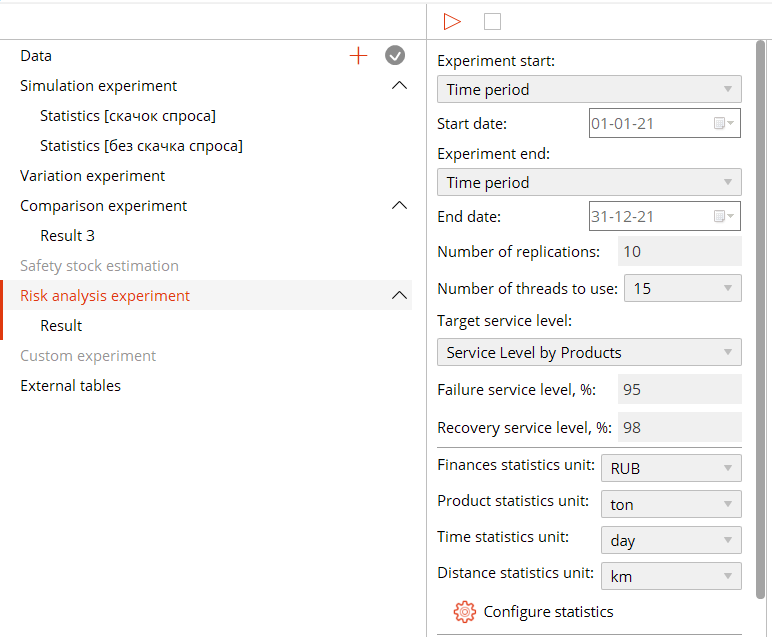 Data
Simulation experiment
Statistics [скачок спроса]
Statistics [без скачка спроса]
Variation experiment
Comparison experiment
Result 3
Safety stock estimation
Risk analysis experiment
Result
Custom experiment
External tables
Experiment start:
Time period
Start date: 01-01-21
Experiment end:
Time period
End date: 31-12-21
Number of replications: 10
Number of threads to use: 15
Target service level:
Service Level by Products
Failure service level, %: 95
Recovery service level, %: 98
Finances statistics unit: RUB
Product statistics unit: ton
Time statistics unit: day
Distance statistics unit: km
Configure statistics